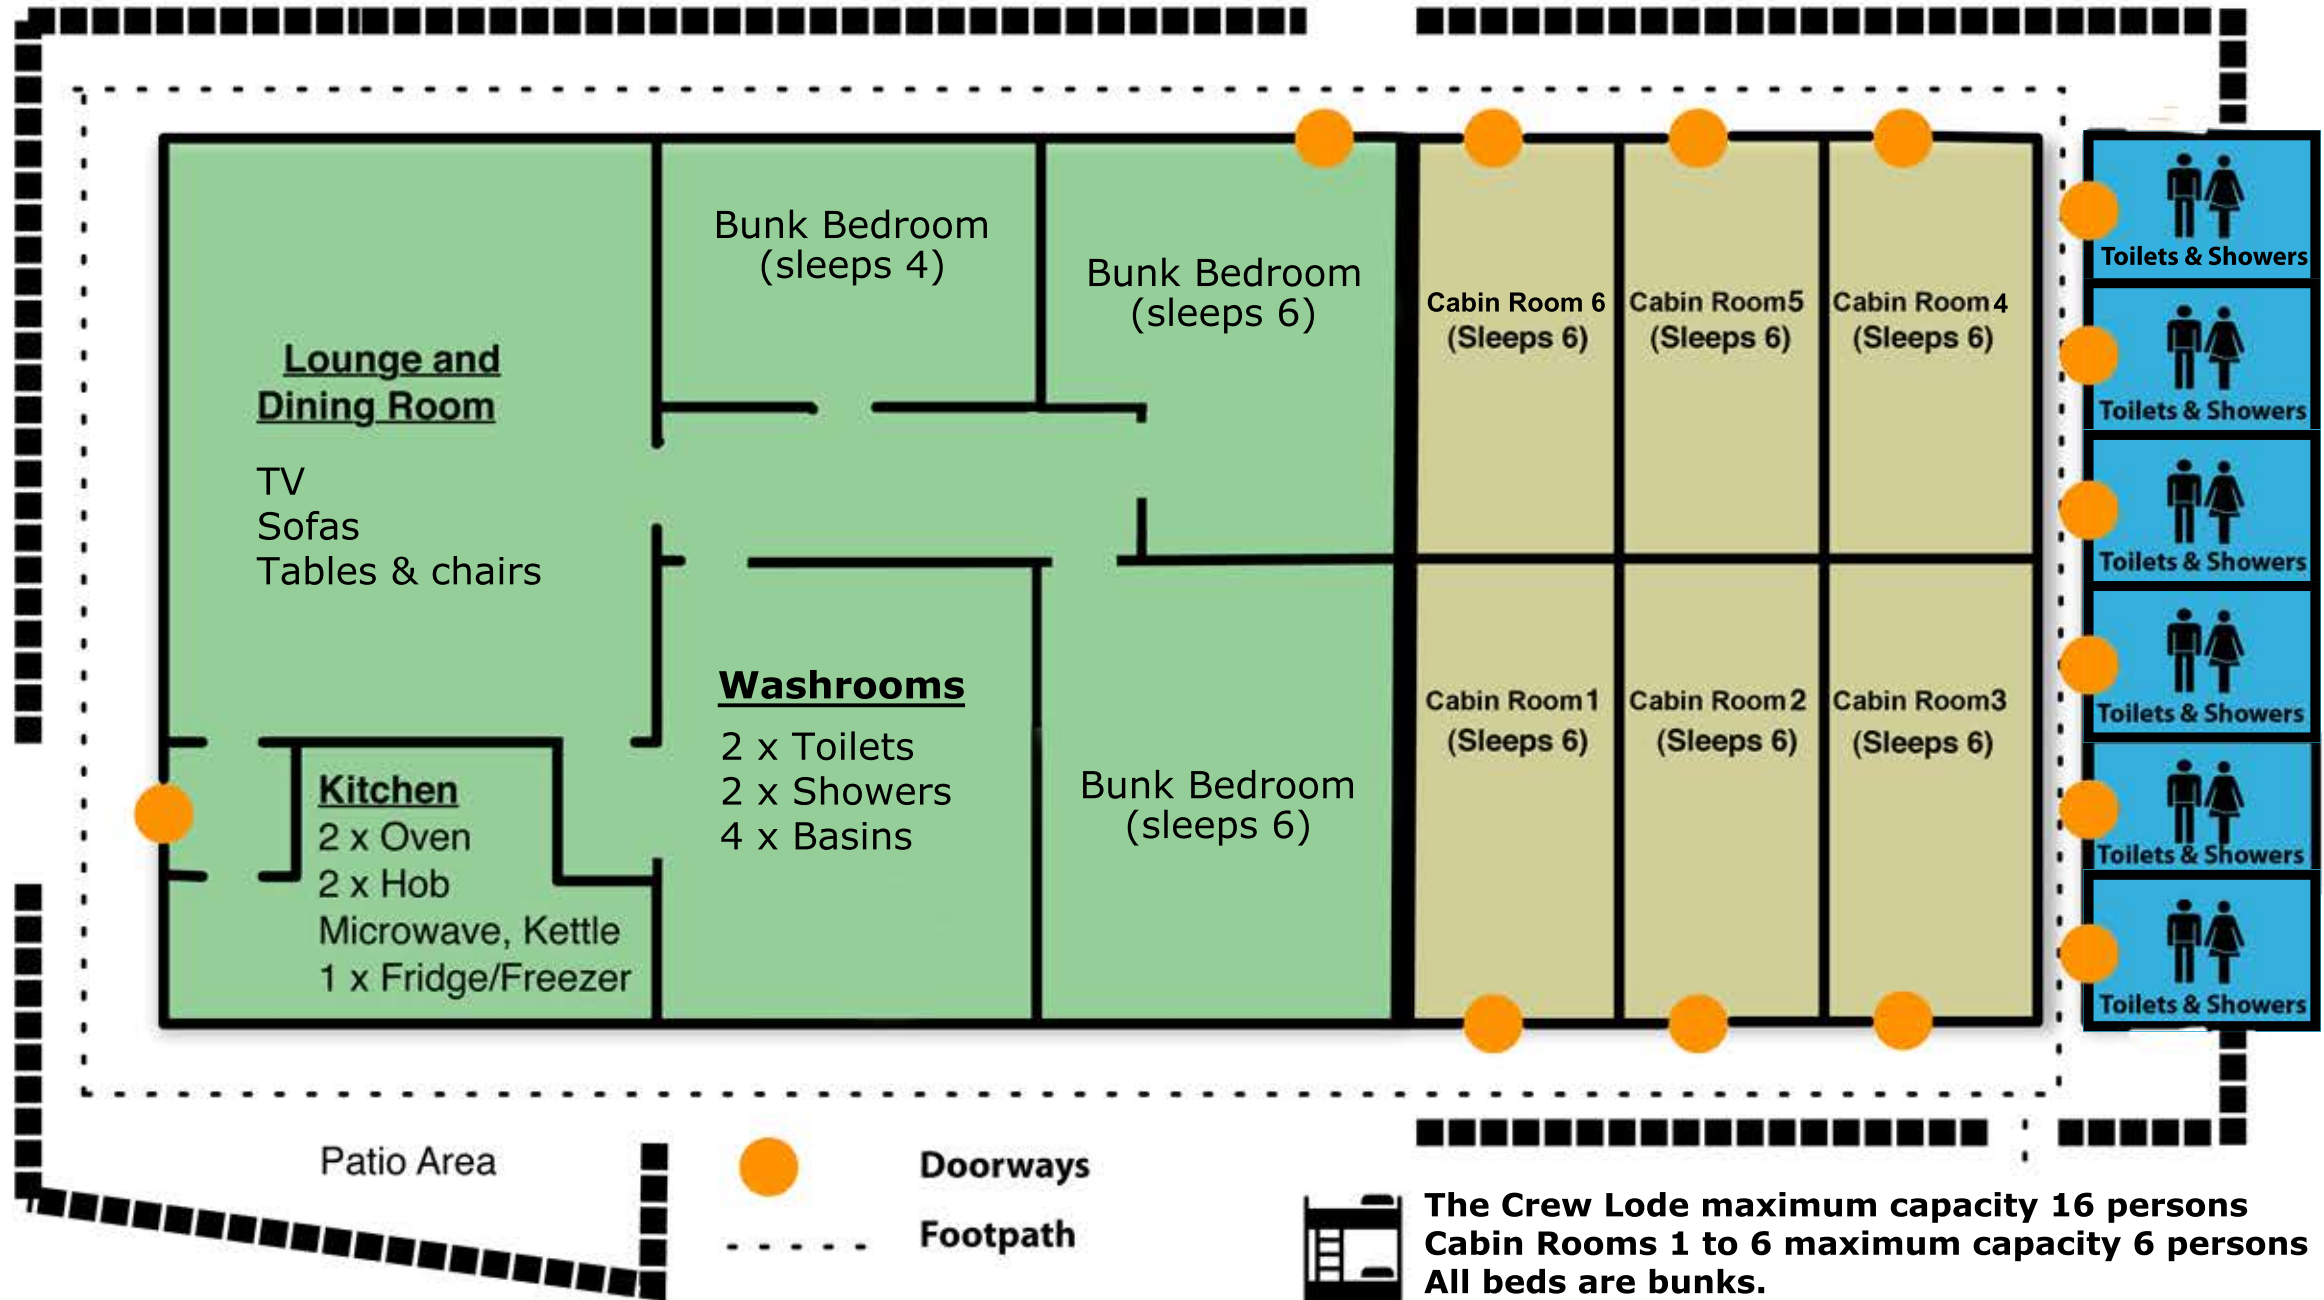 Bunk Bedroom
(sleeps 4)
Bunk Bedroom
(sleeps 6)
Lounge and
Dining Room
TV
Sofas
Tables & chairs
Cabin Room 6
(Sleeps 6)
Cabin Room5
(Sleeps 6)
Cabin Room4
(Sleeps 6)
Toilets & Showers
Toilets & Showers
Toilets & Showers
Toilets & Showers
Toilets & Showers
Toilets & Showers
Kitchen
2 x Oven
2 x Hob
Microwave, Kettle
1 x Fridge/Freezer
Washrooms
2 x Toilets
2 x Showers
4 x Basins
Bunk Bedroom
(sleeps 6)
Cabin Room1
(Sleeps 6)
Cabin Room2
(Sleeps 6)
Cabin Room3
(Sleeps 6)
Patio Area
Doorways
Footpath
The Crew Lode maximum capacity 16 persons
Cabin Rooms 1 to 6 maximum capacity 6 persons
All beds are bunks.